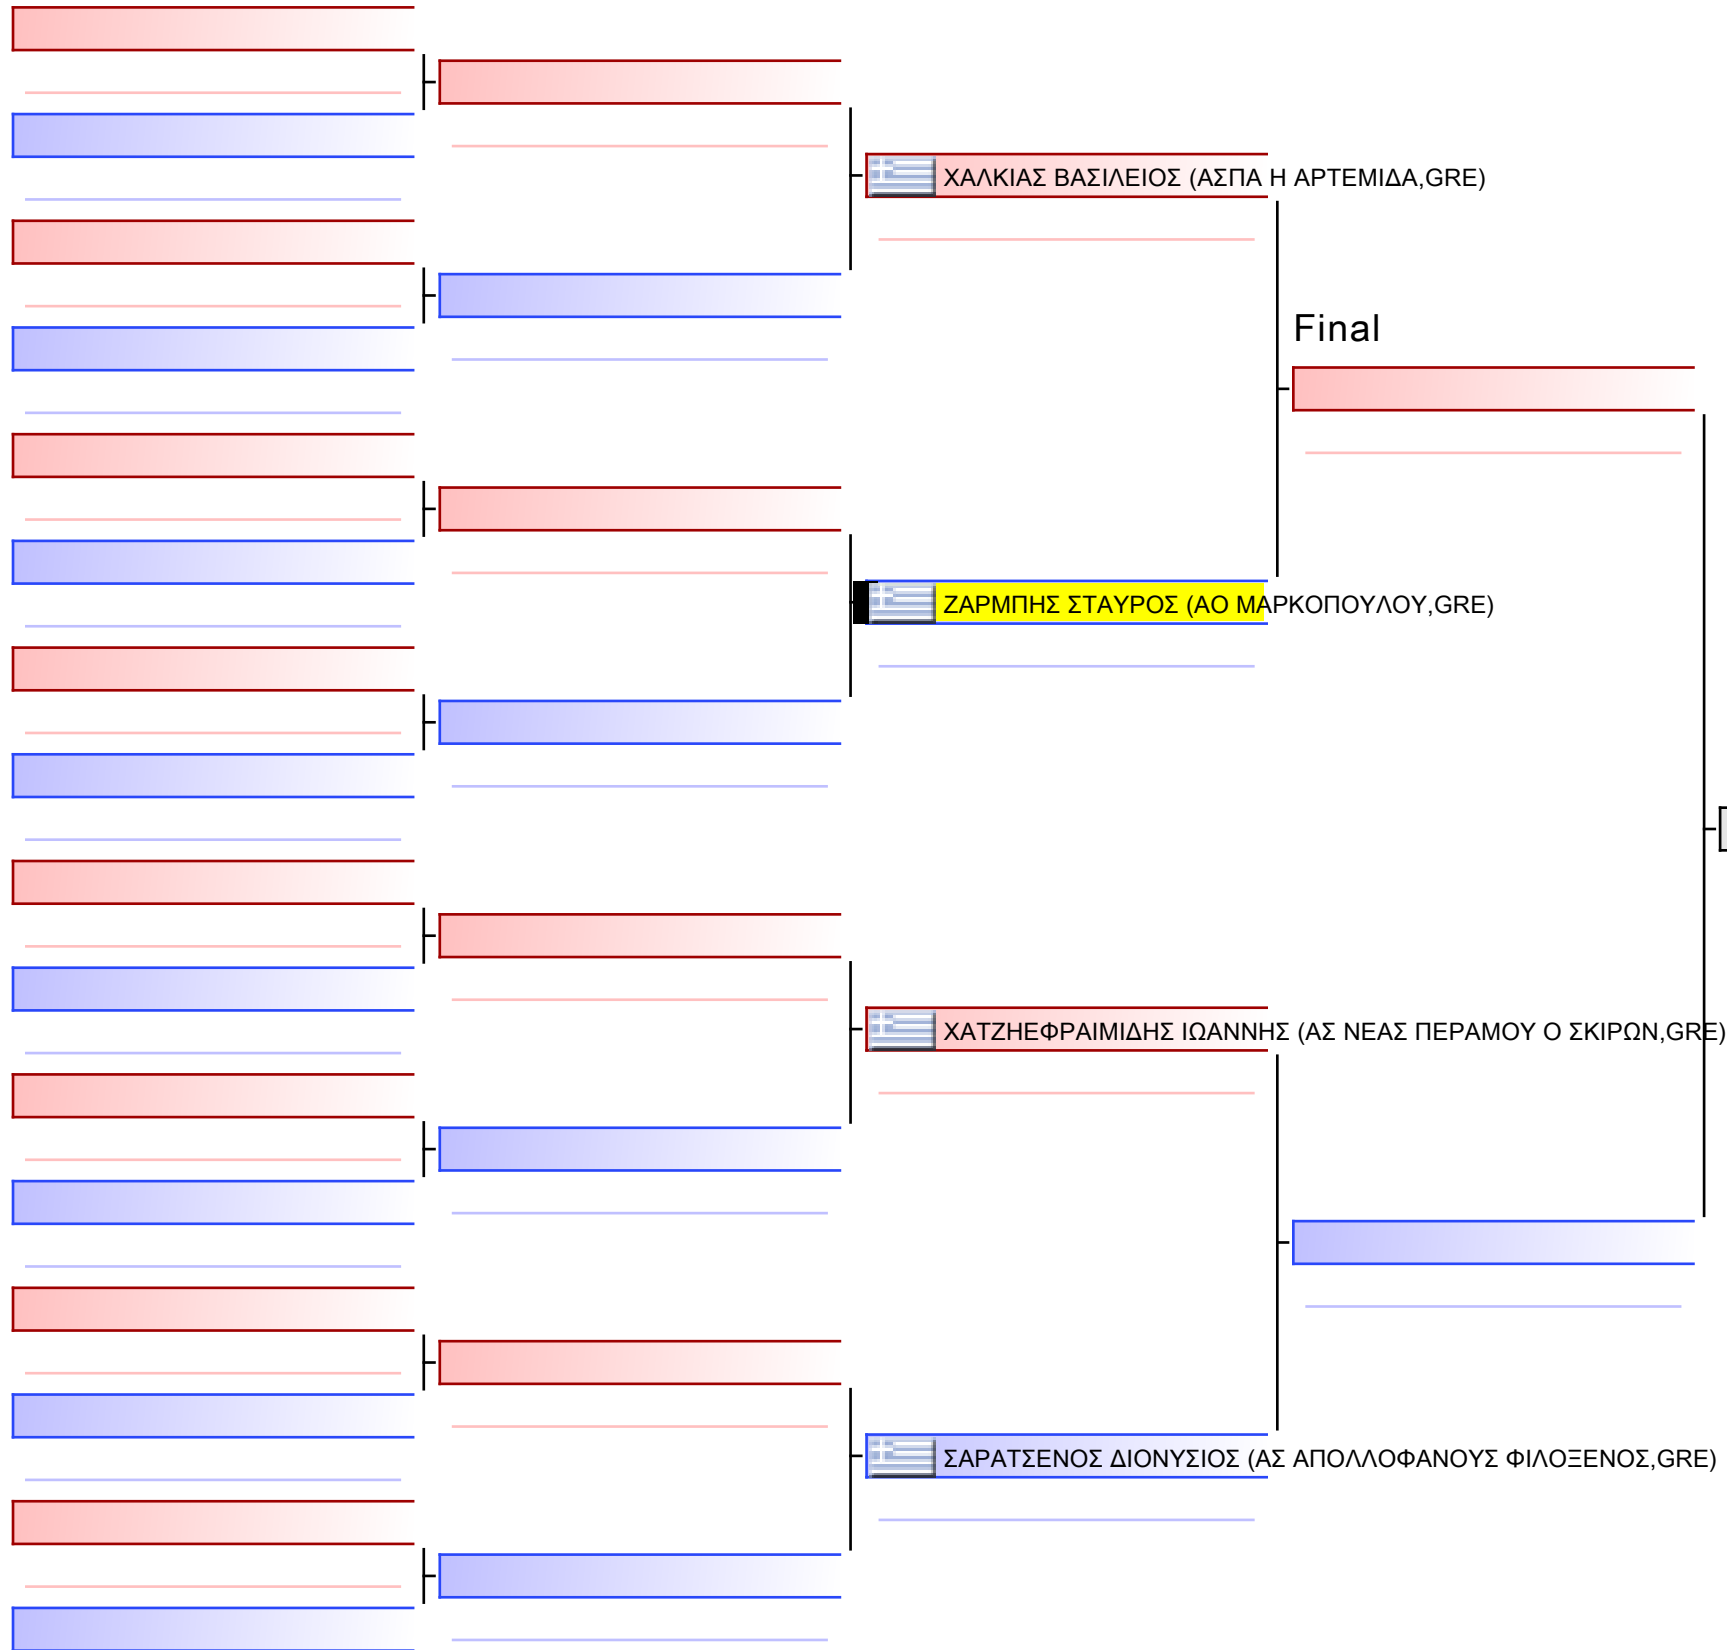 ΧΑΛΚΙΑΣ ΒΑΣΙΛΕΙΟΣ (ΑΣΠΑ Η ΑΡΤΕΜΙΔΑ,GRE)
Final
ΖΑΡΜΠΗΣ ΣΤΑΥΡΟΣ (ΑΟ ΜΑΡΚΟΠΟΥΛΟΥ,GRE)
ΧΑΤΖΗΕΦΡΑΙΜΙΔΗΣ ΙΩΑΝΝΗΣ (ΑΣ ΝΕΑΣ ΠΕΡΑΜΟΥ Ο ΣΚΙΡΩΝ,GRE)
ΣΑΡΑΤΣΕΝΟΣ ΔΙΟΝΥΣΙΟΣ (ΑΣ ΑΠΟΛΛΟΦΑΝΟΥΣ ΦΙΛΟΞΕΝΟΣ,GRE)